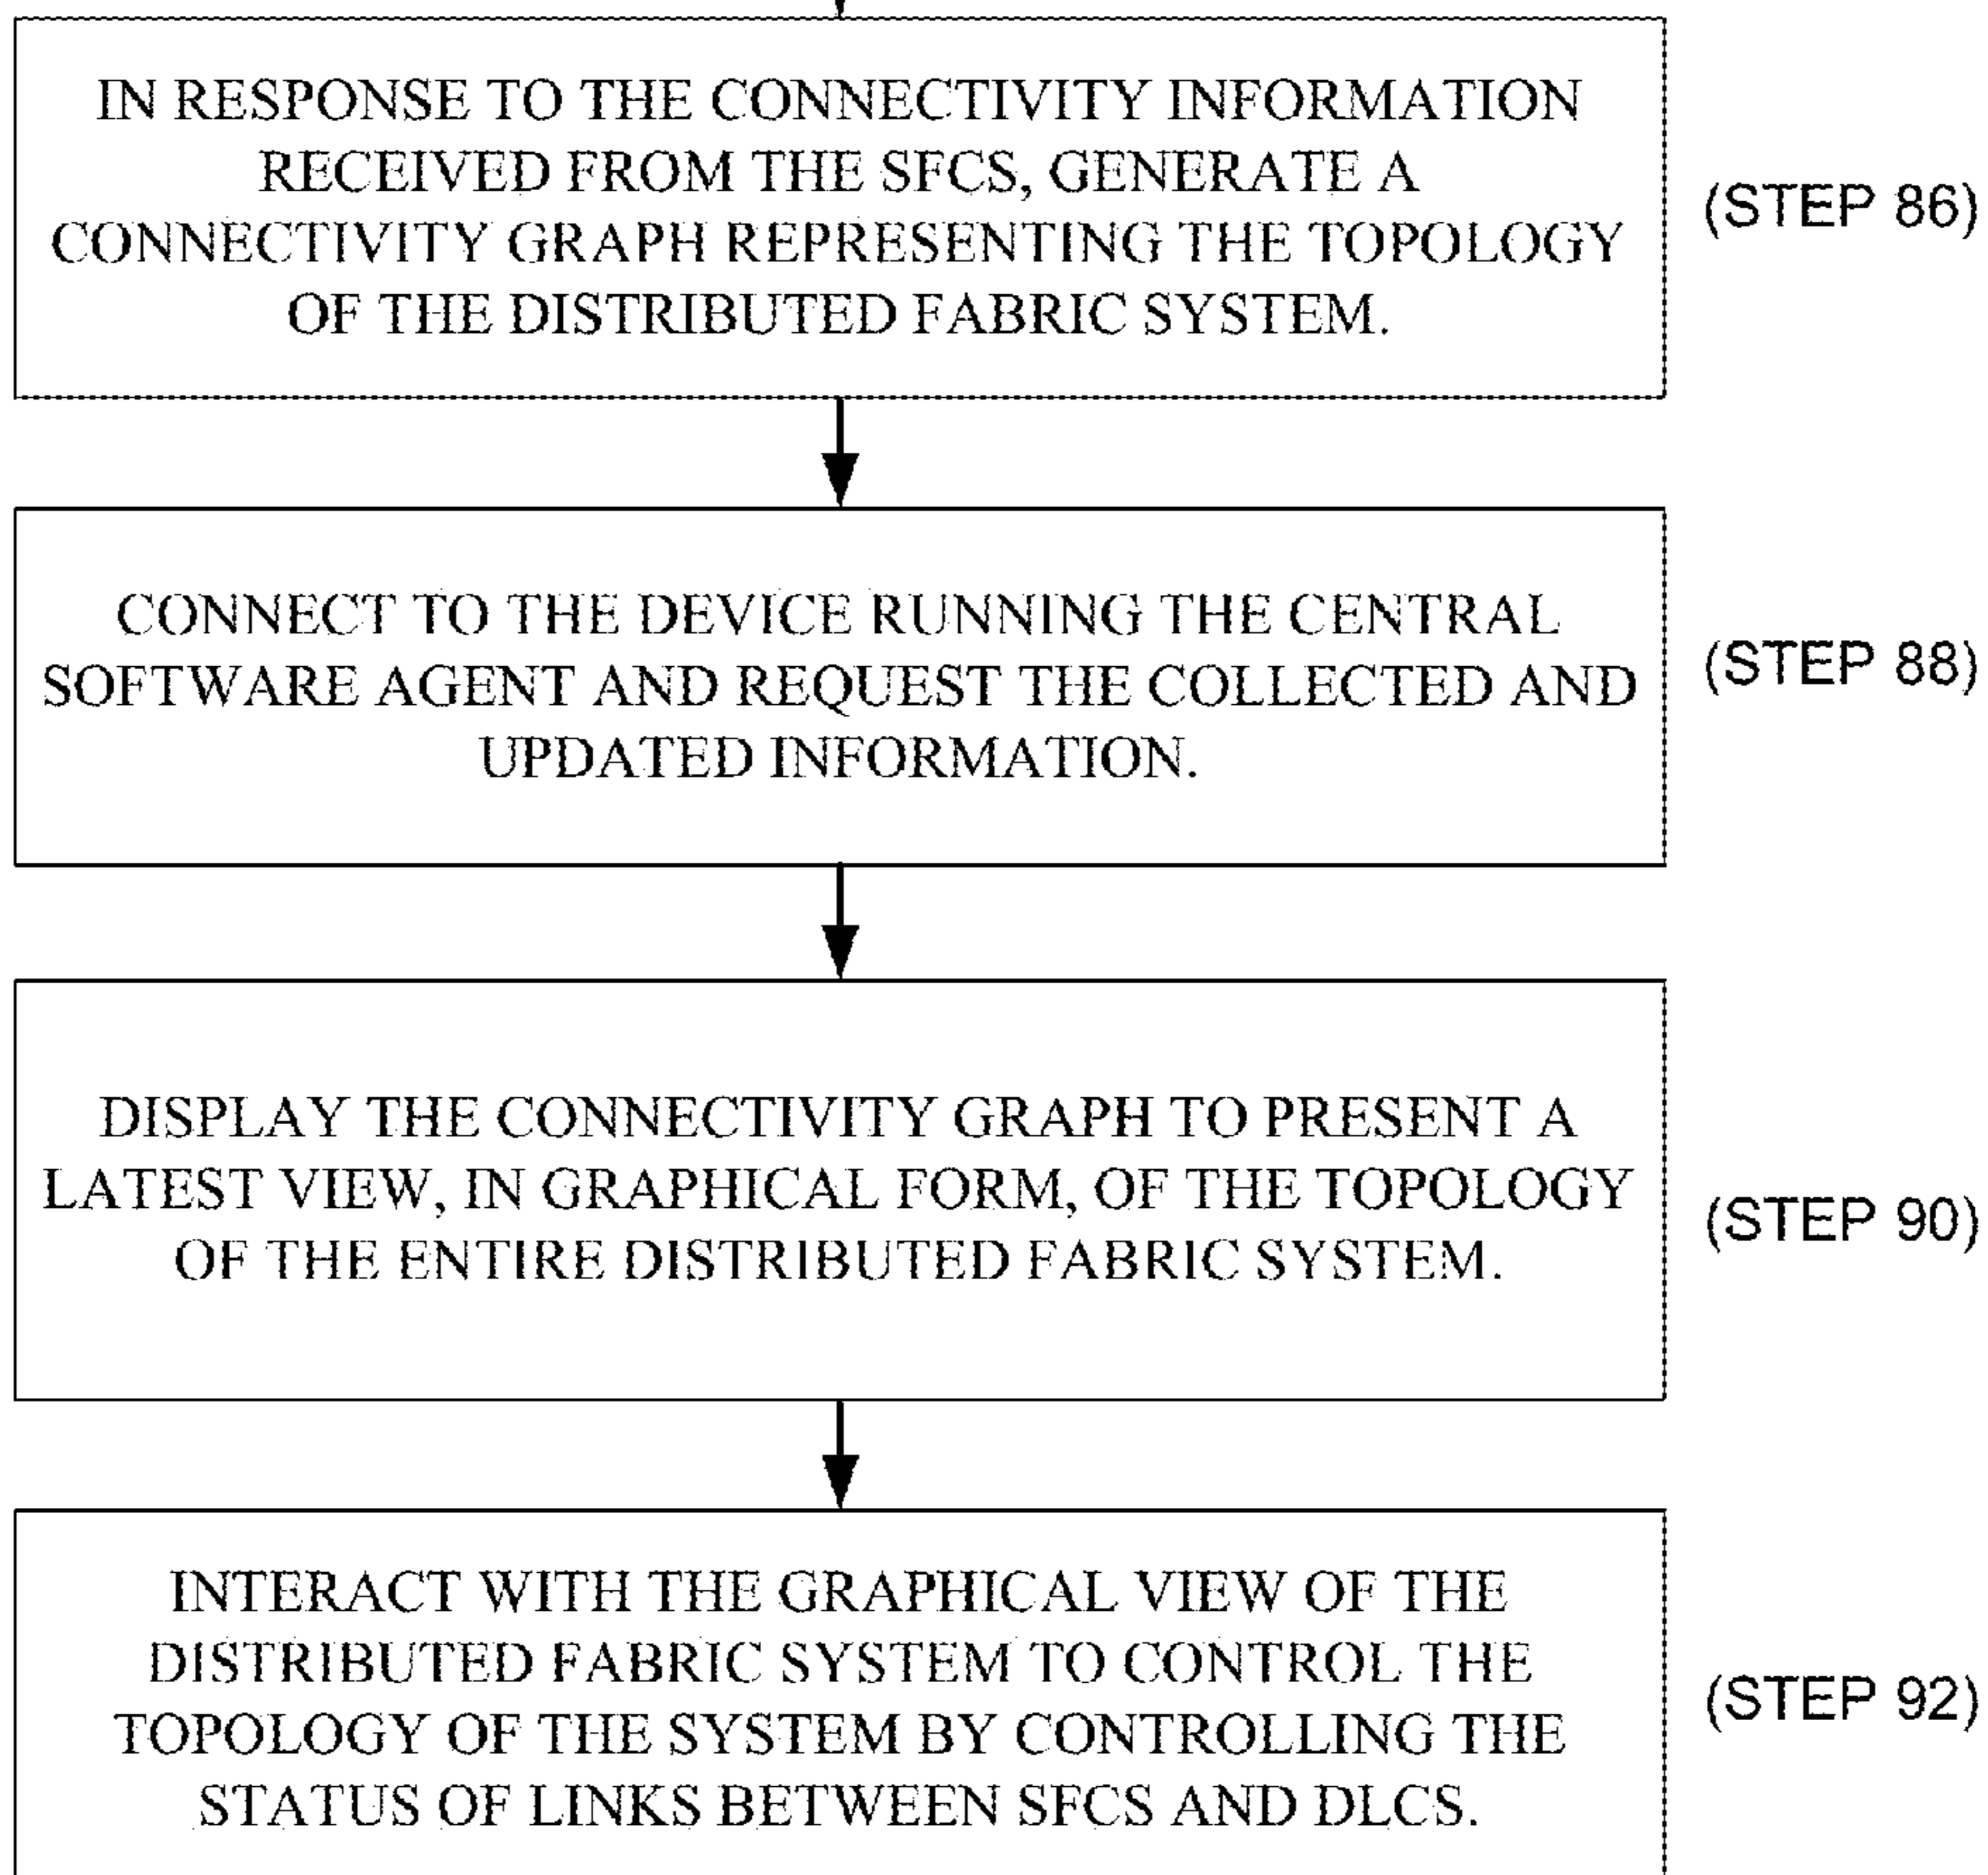 IN RESPONSE TO THE CONNECTIVITY INFORMATION
RECEIVED FROM THE SFCS, GENERATE A
CONNECTIVITY GRAPH REPRESENTING THE TOPOLOGY
OF THE DISTRIBUTED FABRIC SYSTEM.
(STEP 86)
CONNECT TO THE DEVICE RUNNING THE CENTRAL
SOFTWARE AGENT AND REQUEST THE COLLECTED AND
UPDATED INFORMATION.
(STEP 88)
DISPLAY THE CONNECTIVITY GRAPH TO PRESENT A
LATEST VIEW, IN GRAPHICAL FORM, OF THE TOPOLOGY
OF THE ENTIRE DISTRIBUTED FABRIC SYSTEM.
(STEP 90)
INTERACT WITH THE GRAPHICAL VIEW OF THE
DISTRIBUTED FABRIC SYSTEM TO CONTROL THE
TOPOLOGY OF THE SYSTEM BY CONTROLLING THE
STATUS OF LINKS BETWEEN SFCS AND DLCS.
(STEP 92)